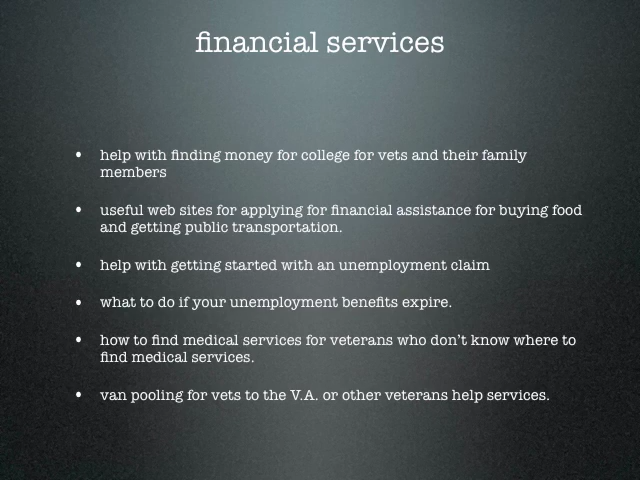 financial services
• help with finding money for college for vets and their family
members
• useful web sites for applying for financial assistance for buying food
and getting public transportation.
• help with getting started with an unemployment claim
• what to do if your unemployment benefits expire.
• how to find medical services for veterans who don't know where to
find medical services.
• van pooling for vets to the V.A. or other veterans help services.